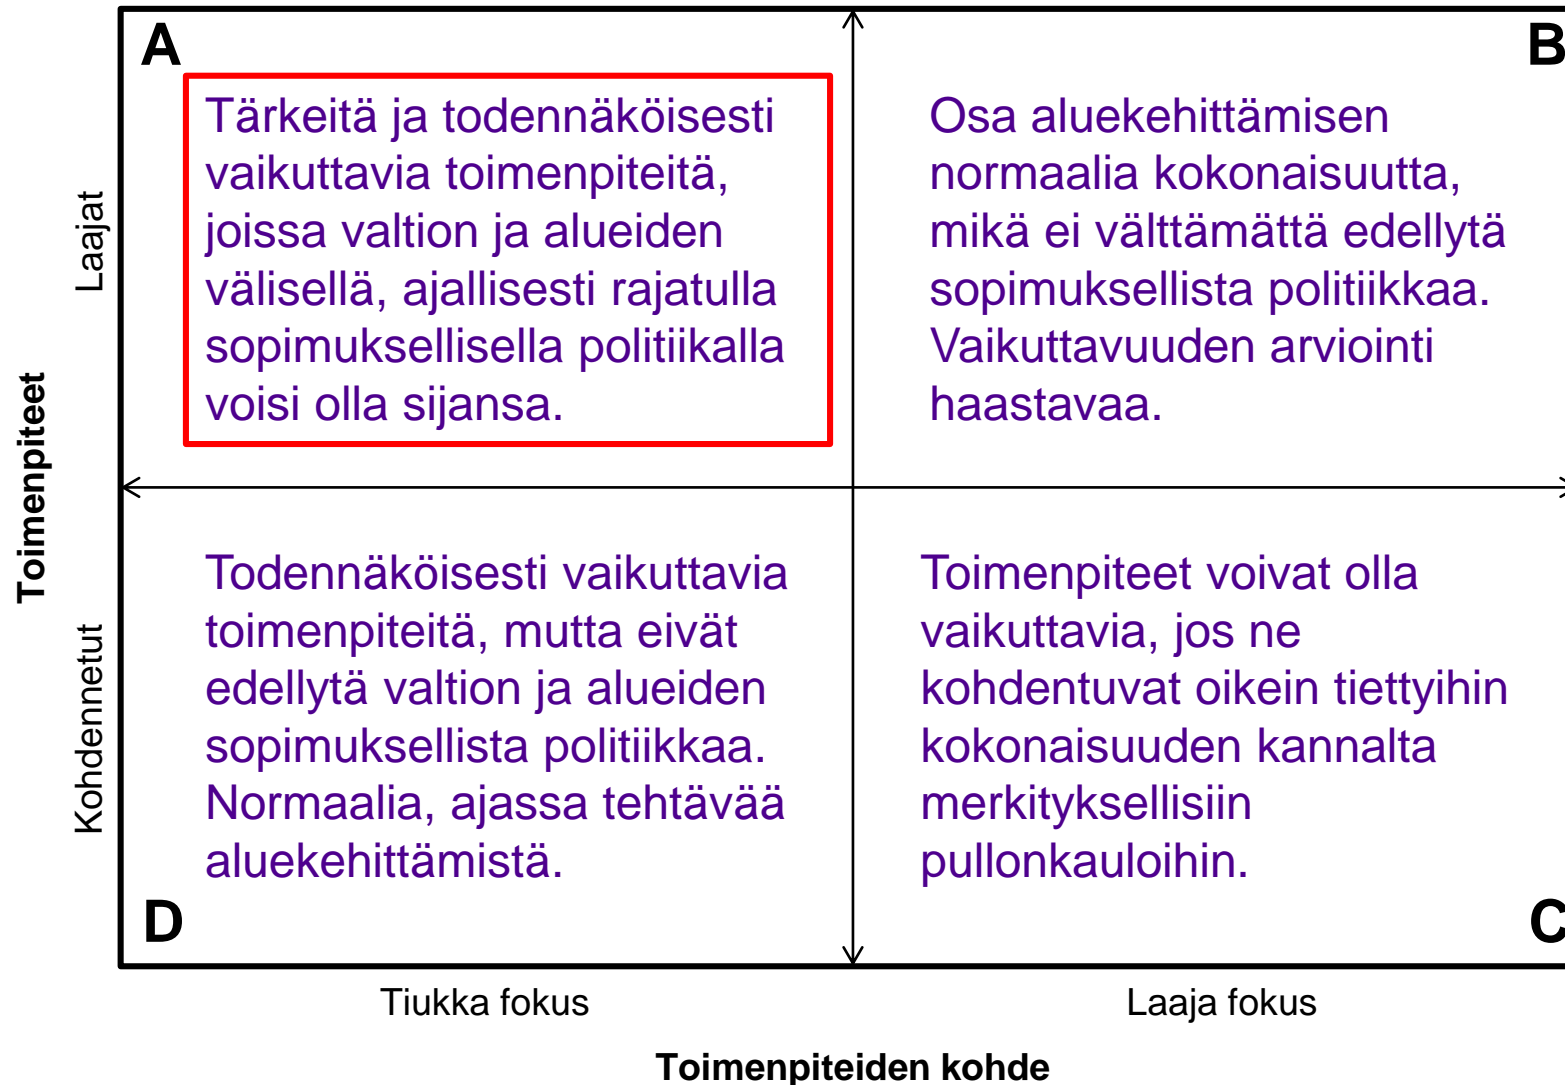 A
B
Tärkeitä ja todennäköisesti
vaikuttavia toimenpiteitä,
joissa valtion ja alueiden
välisellä, ajallisesti rajatulla
sopimuksellisella politiikalla
voisi olla sijansa.
Osa aluekehittämisen
normaalia kokonaisuutta,
mikä ei välttämättä edellytä
sopimuksellista politiikkaa.
Vaikuttavuuden arviointi
haastavaa.
Laajat
Toimenpiteet
Kohdennetut
Todennäköisesti vaikuttavia
toimenpiteitä, mutta eivät
edellytä valtion ja alueiden
sopimuksellista politiikkaa.
Normaalia, ajassa tehtävää
aluekehittämistä.
Toimenpiteet voivat olla
vaikuttavia, jos ne
kohdentuvat oikein tiettyihin
kokonaisuuden kannalta
merkityksellisiin
pullonkauloihin.
D
C
Tiukka fokus
Laaja fokus
Toimenpiteiden kohde